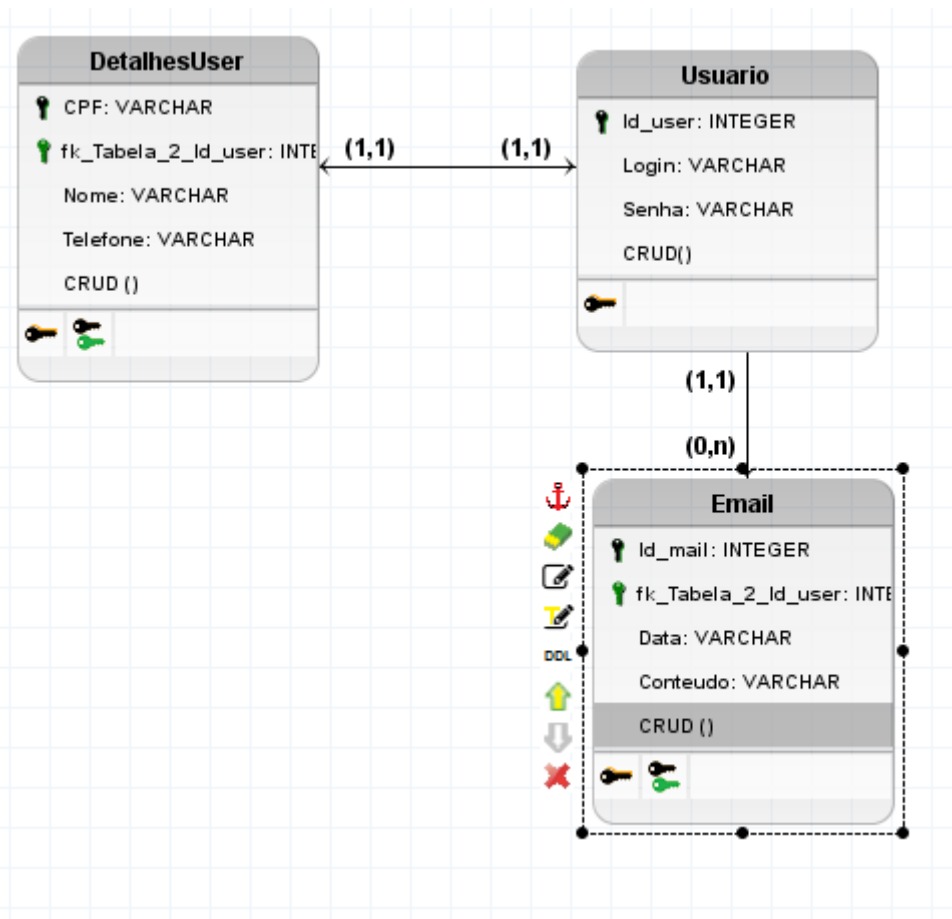 DetalhesUser
CPF: VARCHAR
fk_Tabela_2_Id_user: INTE
Nome: VARCHAR
Telefone: VARCHAR
CRUD ()
(1,1)
(1,1)
Usuario
Id_user: INTEGER
Login: VARCHAR
Senha: VARCHAR
CRUD()
(1,1)
(0,n)
Email
Id_mail: INTEGER
fk_Tabela_2_Id_user: INTE
Data: VARCHAR
Conteudo: VARCHAR
CRUD ()
DDL